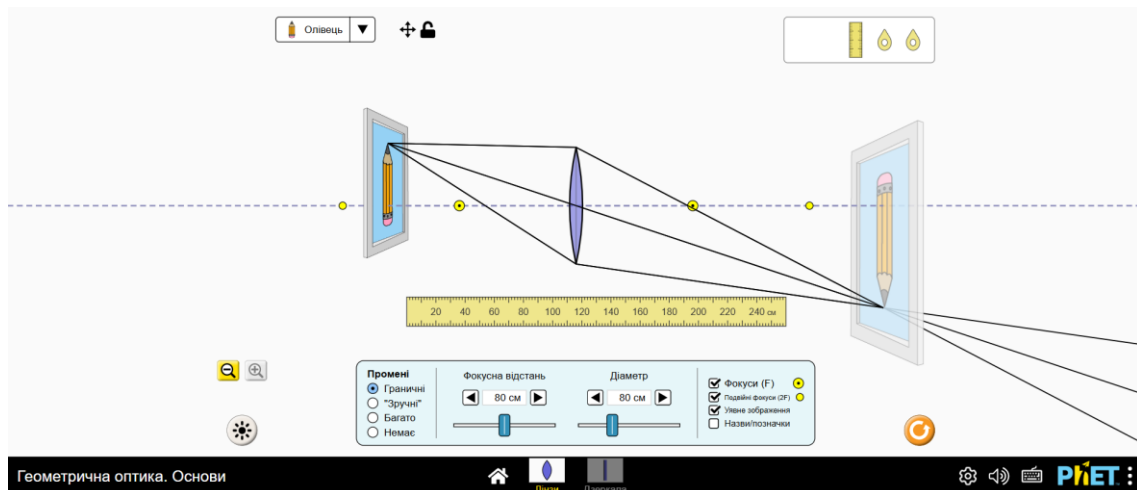 Олівець
20 40 60 80 100 120 140 160 180 200 220 240 см
Промені
Граничні
"Зручні"
Багато
Немає
Фокусна відстань
80 см
Діаметр
80 см
Фокуси (F)
Подвійні фокуси (2F)
Уявне зображення
Назви/позначки
Геометрична оптика. Основи
Лінзи
Дзеркала
PhET